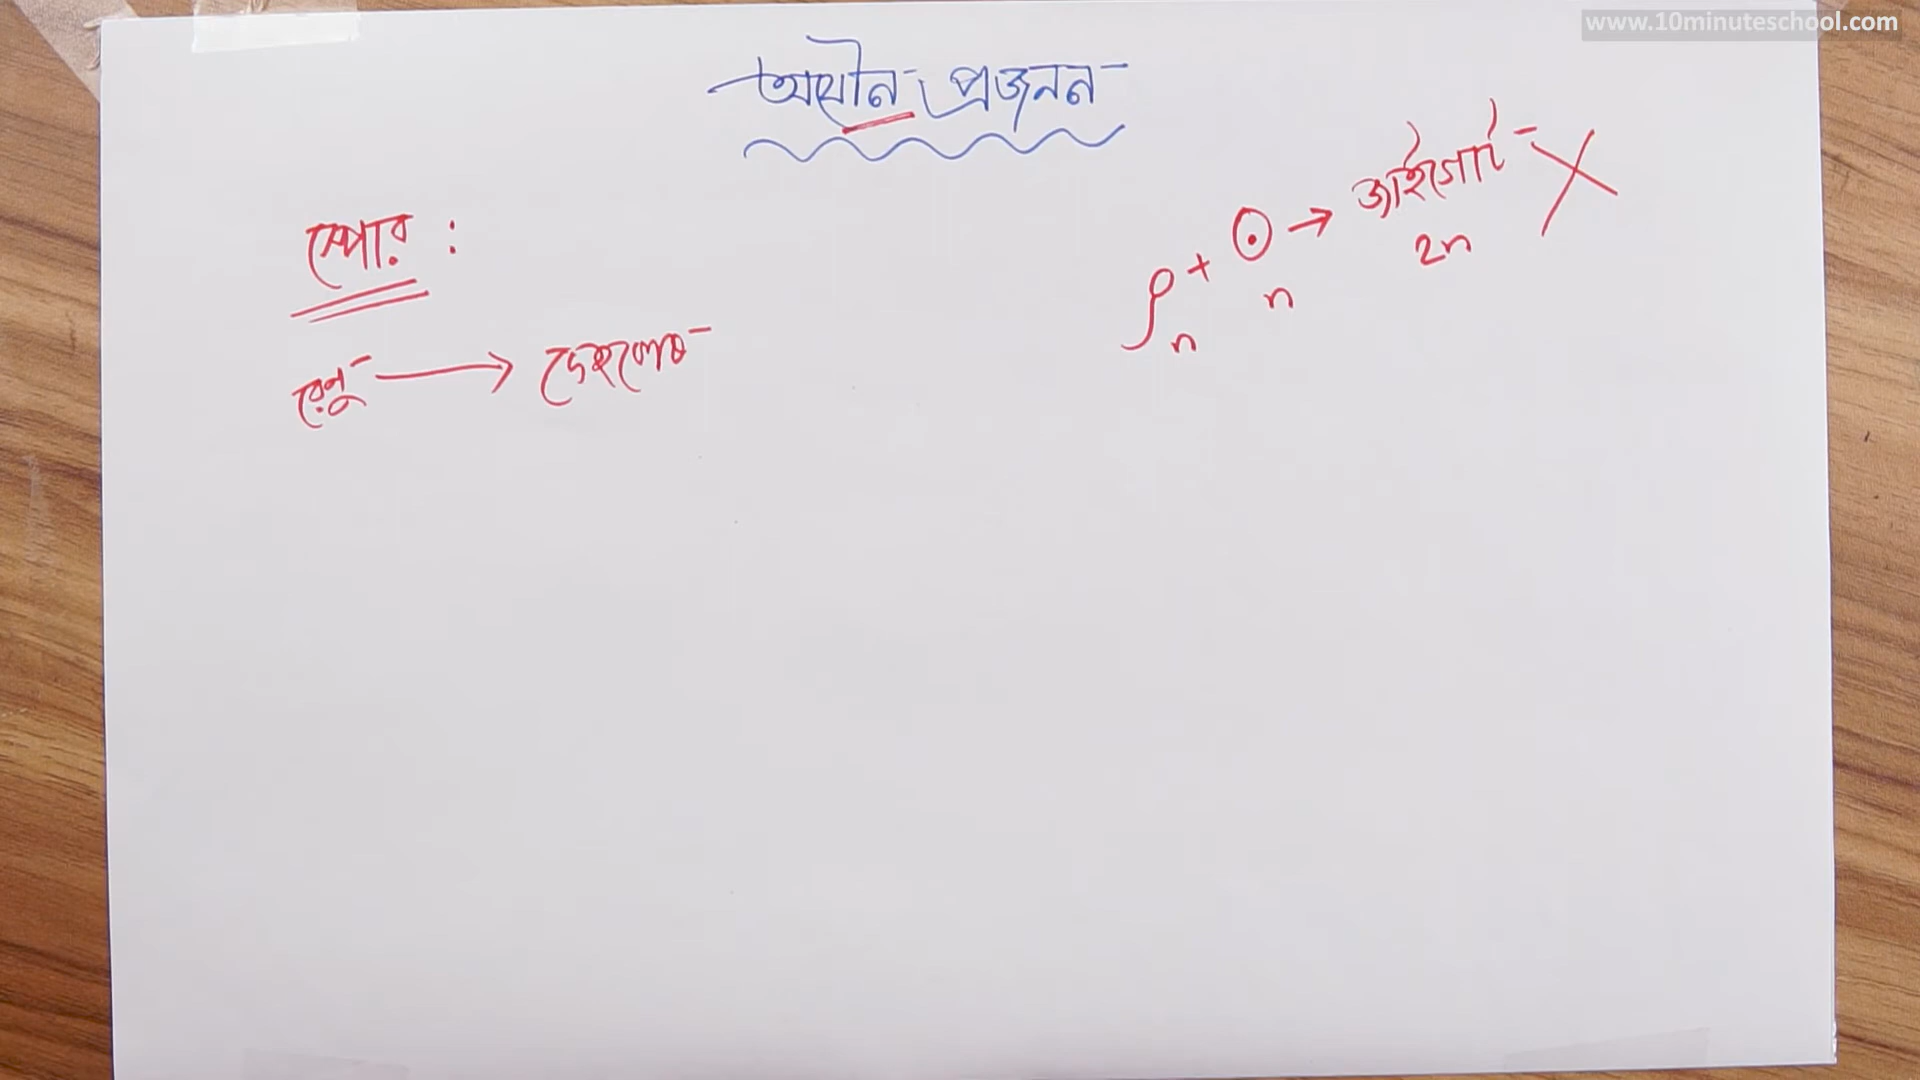 www.10minuteschool.com
অযৌন প্রজনন
স্পোর :
রেনু → দেহকোষ
n + n → জাইগোট
2n